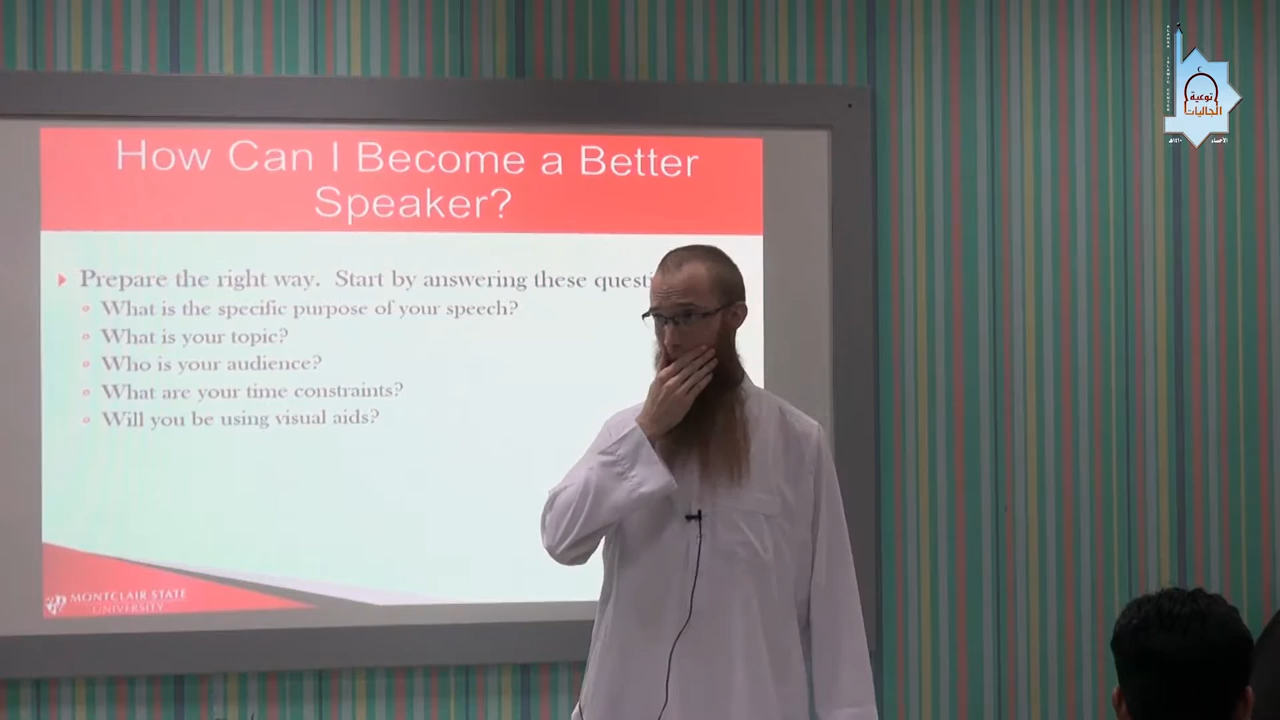 How Can I Become a Better
Speaker?
Prepare the right way. Start by answering these questi
What is the specific purpose of your speech?
What is your topic?
Who is your audience?
What are your time constraints?
Will you be using visual aids?
MONTCLAIR STATE
UNIVERSITY
توعية
الجاليات